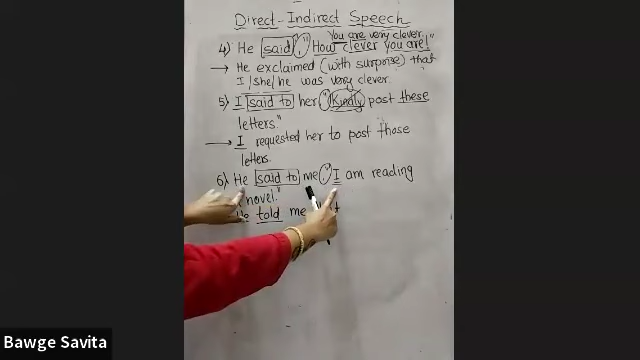 Direct-Indirect Speech
You are very clever.
4) He said, "How clever you are!"
→ He exclaimed (with surprise) that
I/she/he was very clever.
5) I said to her, "Kindly post these
letters."
→ I requested her to post those
letters.
6) He said to me, "I am reading
novel."
told me
Bawge Savita